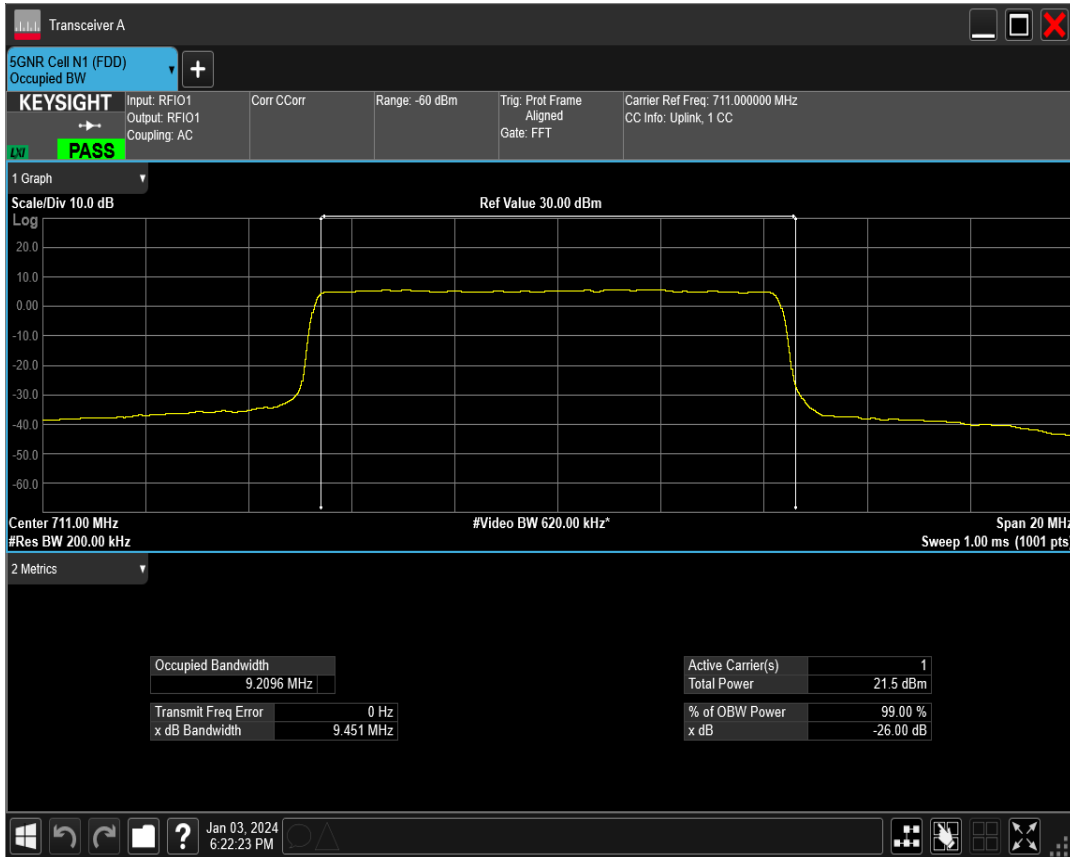 Transceiver A
5GNR Cell N1 (FDD)
Occupied BW
+
KEYSIGHT
LXI
PASS
Input: RFIO1
Output: RFIO1
Coupling: AC
Corr CCorr
Range: -60 dBm
Trig: Prot Frame
Aligned
Gate: FFT
Carrier Ref Freq: 711.000000 MHz
CC Info: Uplink, 1 CC
1 Graph
Scale/Div 10.0 dB
Ref Value 30.00 dBm
Log
20.0
10.0
0.00
-10.0
-20.0
-30.0
-40.0
-50.0
-60.0
Center 711.00 MHz
#Video BW 620.00 kHz*
Span 20 MHz
#Res BW 200.00 kHz
Sweep 1.00 ms (1001 pts)
2 Metrics
Occupied Bandwidth
9.2096 MHz
Transmit Freq Error 0 Hz
x dB Bandwidth 9.451 MHz
Active Carrier(s) 1
Total Power 21.5 dBm
% of OBW Power 99.00 %
x dB -26.00 dB
?
Jan 03, 2024
6:22:23 PM